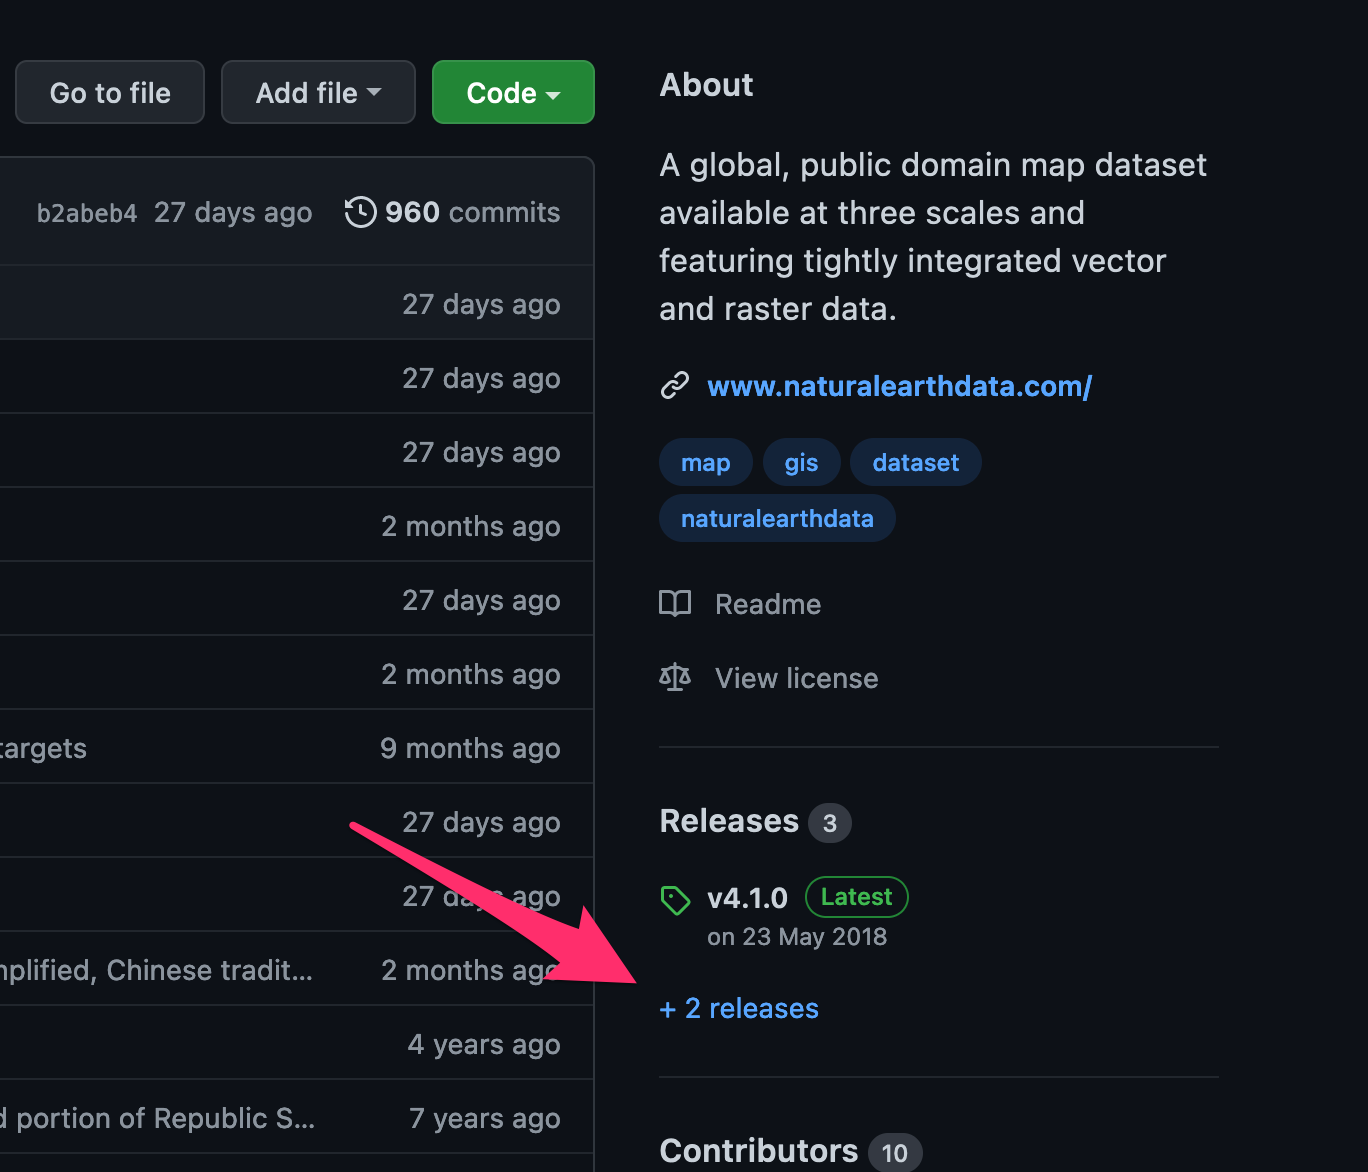 Go to file
Add file
Code
b2abeb4 27 days ago 960 commits
27 days ago
27 days ago
27 days ago
2 months ago
27 days ago
2 months ago
targets 9 months ago
27 days ago
27 days ago
mplified, Chinese tradit... 2 months ago
4 years ago
d portion of Republic S... 7 years ago
About
A global, public domain map dataset
available at three scales and
featuring tightly integrated vector
and raster data.
www.naturalearthdata.com/
map gis dataset
naturalearthdata
Readme
View license
Releases 3
v4.1.0 Latest
on 23 May 2018
+ 2 releases
Contributors 10